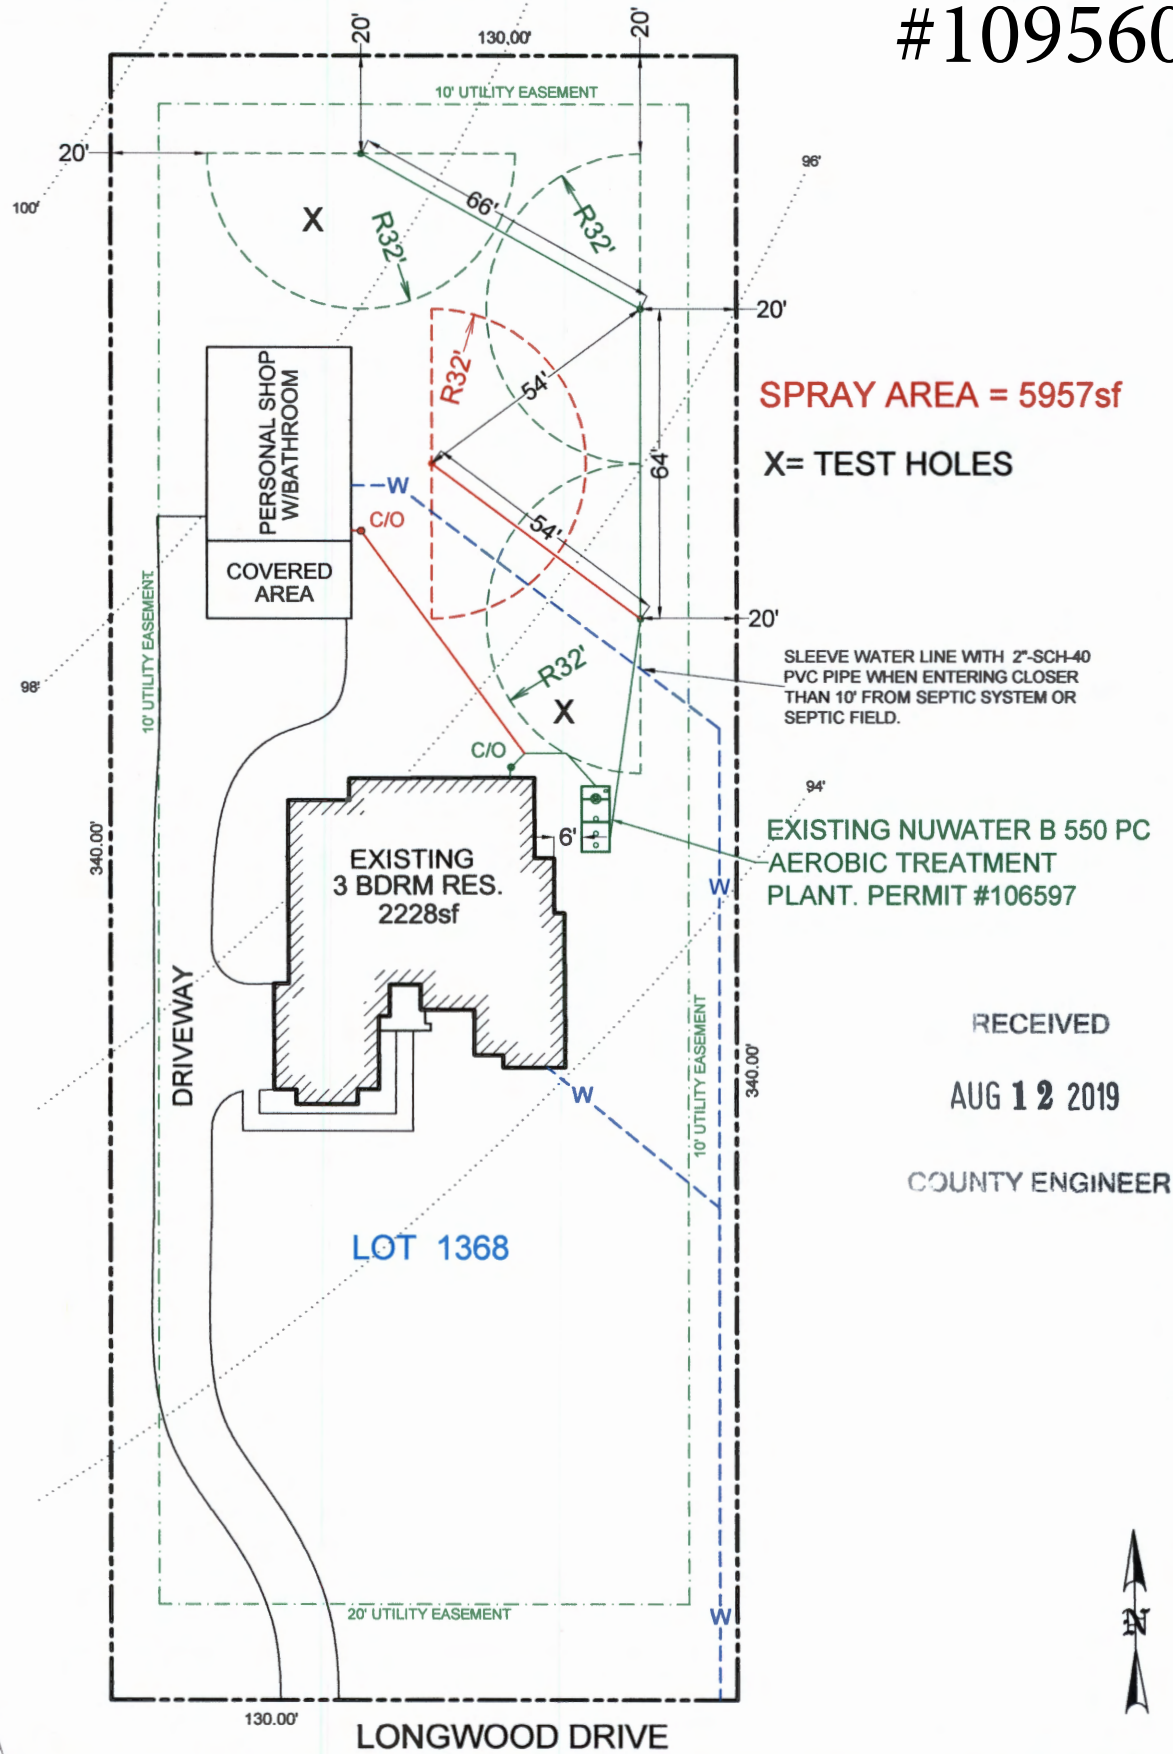 #109560
20'
130.00'
20'
10' UTILITY EASEMENT
20'
96'
100'
66'
X
R32'
R32'
20'
R32'
54'
PERSONAL SHOP
W/BATHROOM
SPRAY AREA = 5957sf
X= TEST HOLES
64'
W
C/O
54'
COVERED
AREA
10' UTILITY EASEMENT
20'
SLEEVE WATER LINE WITH 2"-SCH-40
PVC PIPE WHEN ENTERING CLOSER
THAN 10' FROM SEPTIC SYSTEM OR
SEPTIC FIELD.
98'
R32'
X
C/O
94'
340.00'
6'
EXISTING NUWATER B 550 PC
AEROBIC TREATMENT
PLANT. PERMIT #106597
EXISTING
3 BDRM RES.
2228sf
W
DRIVEWAY
10' UTILITY EASEMENT
340.00'
RECEIVED
AUG 12 2019
COUNTY ENGINEER
W
LOT 1368
20' UTILITY EASEMENT
W
N
130.00'
LONGWOOD DRIVE